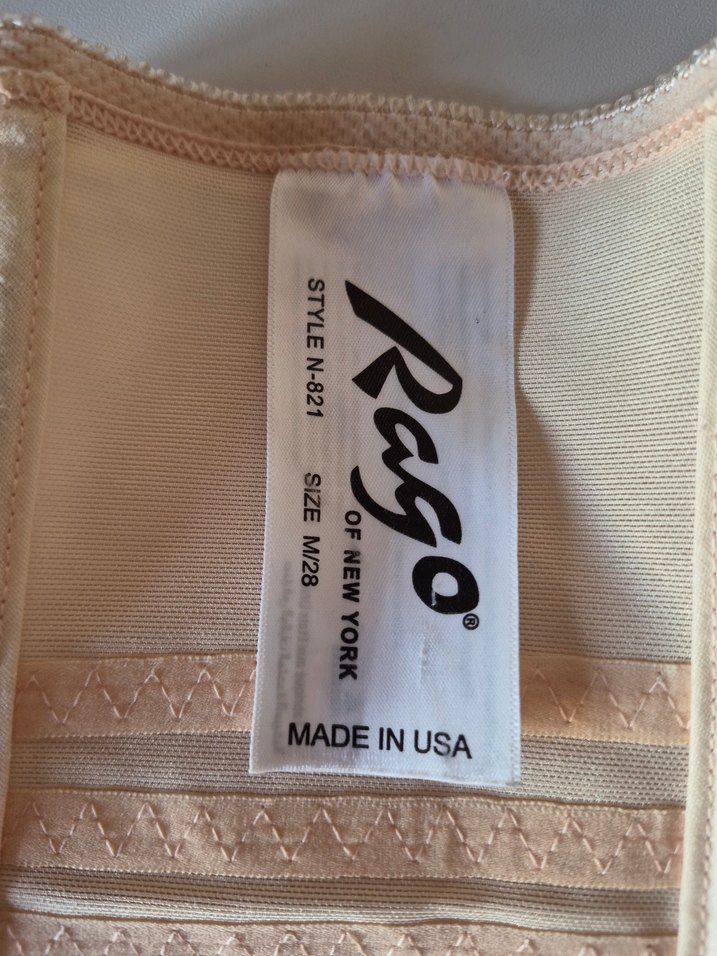 Rago®
OF NEW YORK
STYLE N-821 SIZE M/28
MADE IN USA